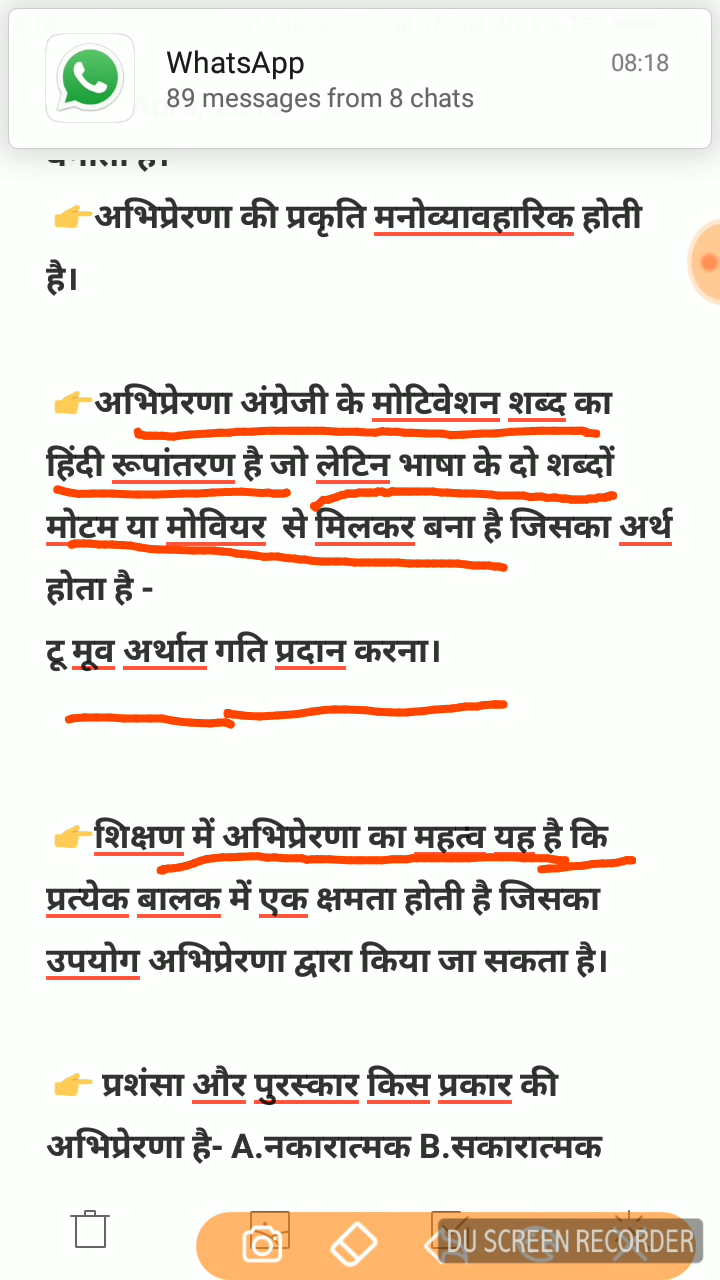 WhatsApp 08:18
89 messages from 8 chats
👉अभिप्रेरणा की प्रकृति मनोव्यावहारिक होती
है।
👉अभिप्रेरणा अंग्रेजी के मोटिवेशन शब्द का
हिंदी रूपांतरण है जो लेटिन भाषा के दो शब्दों
मोटम या मोवियर से मिलकर बना है जिसका अर्थ
होता है -
टू मूव अर्थात गति प्रदान करना।
👉शिक्षण में अभिप्रेरणा का महत्व यह है कि
प्रत्येक बालक में एक क्षमता होती है जिसका
उपयोग अभिप्रेरणा द्वारा किया जा सकता है।
👉 प्रशंसा और पुरस्कार किस प्रकार की
अभिप्रेरणा है- A.नकारात्मक B.सकारात्मक
DU SCREEN RECORDER